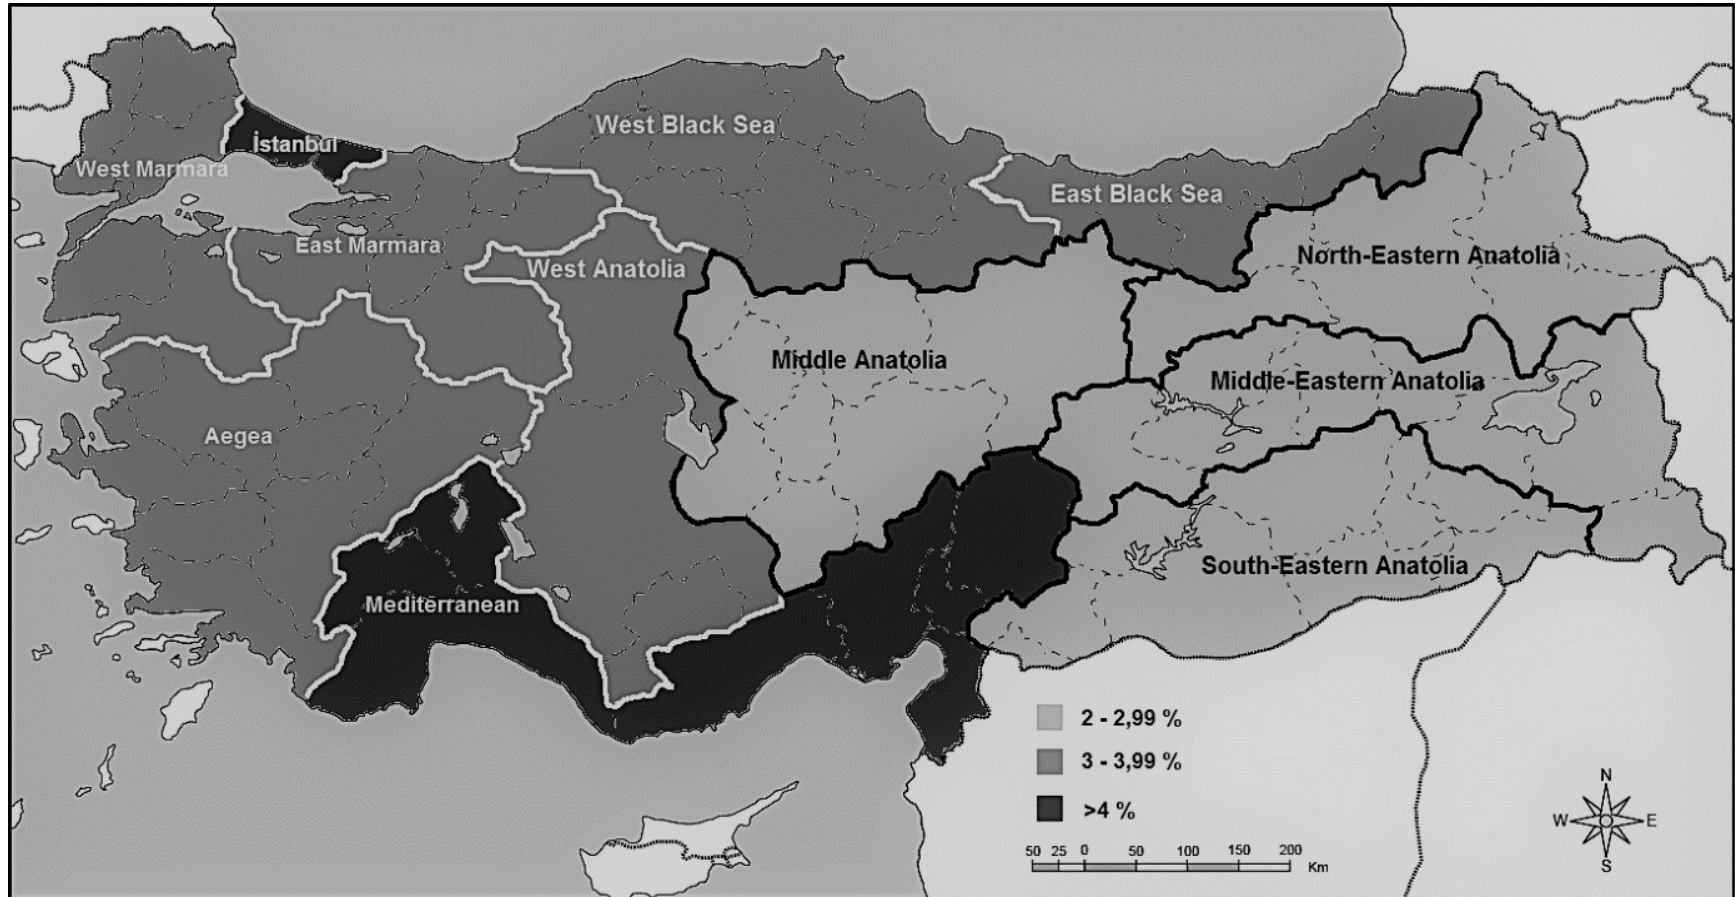 West Black Sea
İstanbul
West Marmara
East Black Sea
East Marmara
North-Eastern Anatolia
West Anatolia
Middle Anatolia
Middle-Eastern Anatolia
Aegea
South-Eastern Anatolia
Mediterranean
2 - 2,99 %
3 - 3,99 %
>4 %
N
W E
S
50 25 0 50 100 150 200
Km